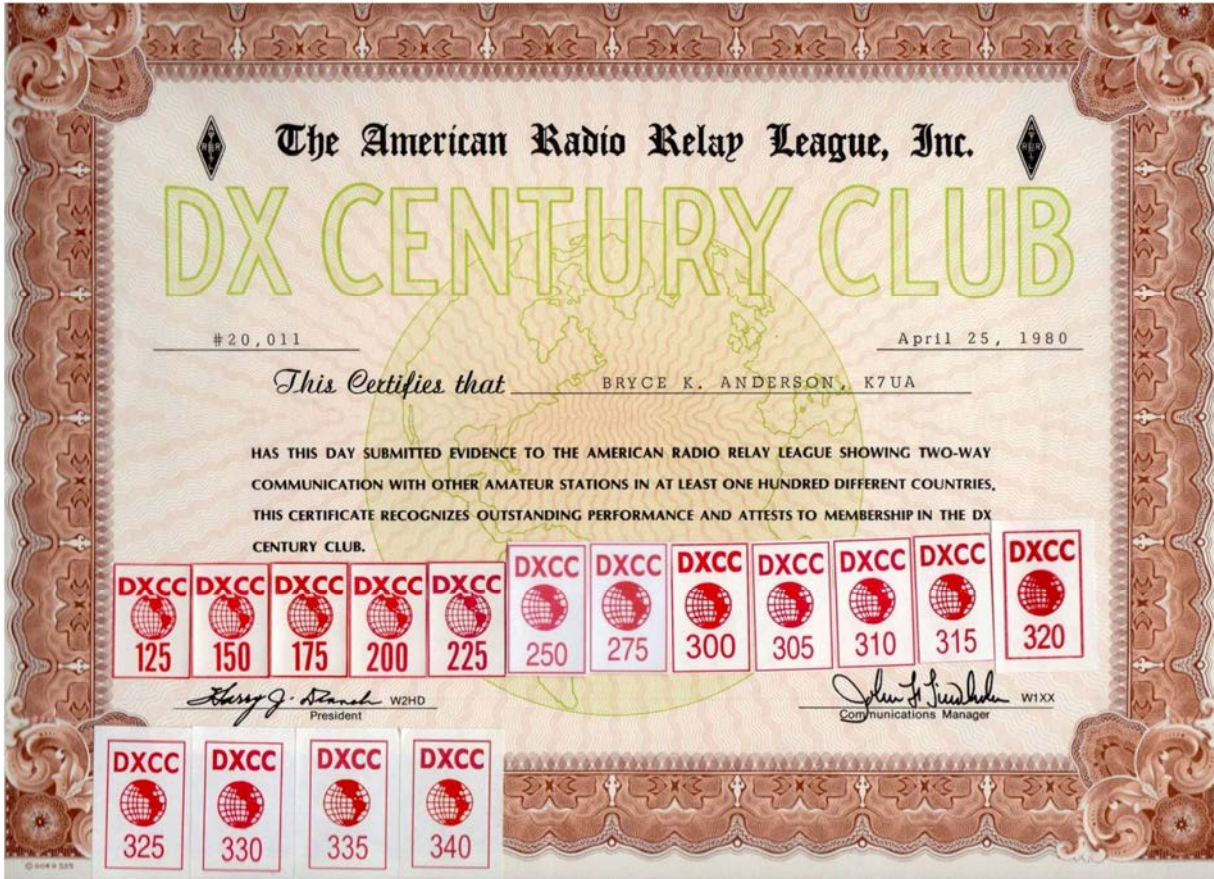 The American Radio Relay League, Inc.
DX CENTURY CLUB
#20,011
April 25, 1980
This Certifies that BRYCE K. ANDERSON, K7UA
HAS THIS DAY SUBMITTED EVIDENCE TO THE AMERICAN RADIO RELAY LEAGUE SHOWING TWO-WAY
COMMUNICATION WITH OTHER AMATEUR STATIONS IN AT LEAST ONE HUNDRED DIFFERENT COUNTRIES.
THIS CERTIFICATE RECOGNIZES OUTSTANDING PERFORMANCE AND ATTESTS TO MEMBERSHIP IN THE DX
CENTURY CLUB.
DXCC DXCC DXCC DXCC DXCC DXCC DXCC DXCC DXCC DXCC DXCC DXCC
125 150 175 200 225 250 275 300 305 310 315 320
Harry J. W2HD
President
John F. W1XX
Communications Manager
DXCC DXCC DXCC DXCC
325 330 335 340